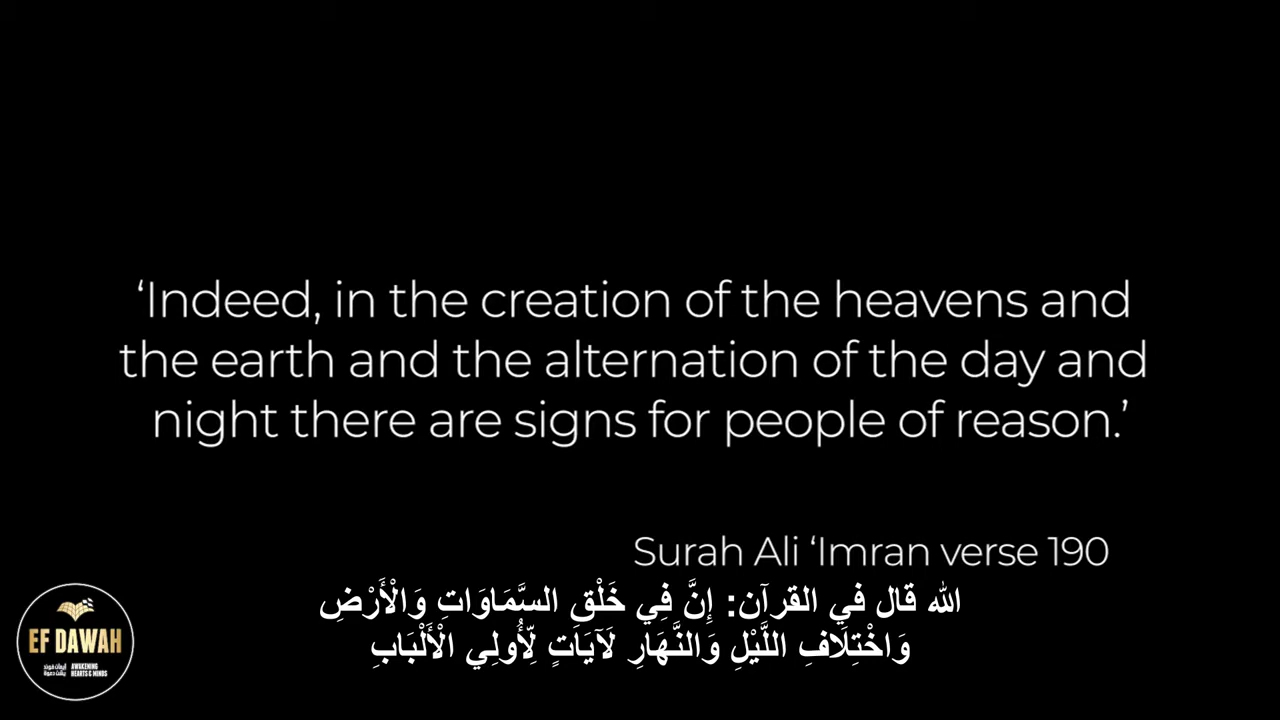 ‘Indeed, in the creation of the heavens and
the earth and the alternation of the day and
night there are signs for people of reason.’
Surah Ali ‘Imran verse 190
الله قال في القرآن: إِنَّ فِي خَلْقِ السَّمَاوَاتِ وَالْأَرْضِ
وَاخْتِلَافِ اللَّيْلِ وَالنَّهَارِ لَآيَاتٍ لِّأُولِي الْأَلْبَابِ
EF DAWAH
AWAKENING
HEARTS & MINDS